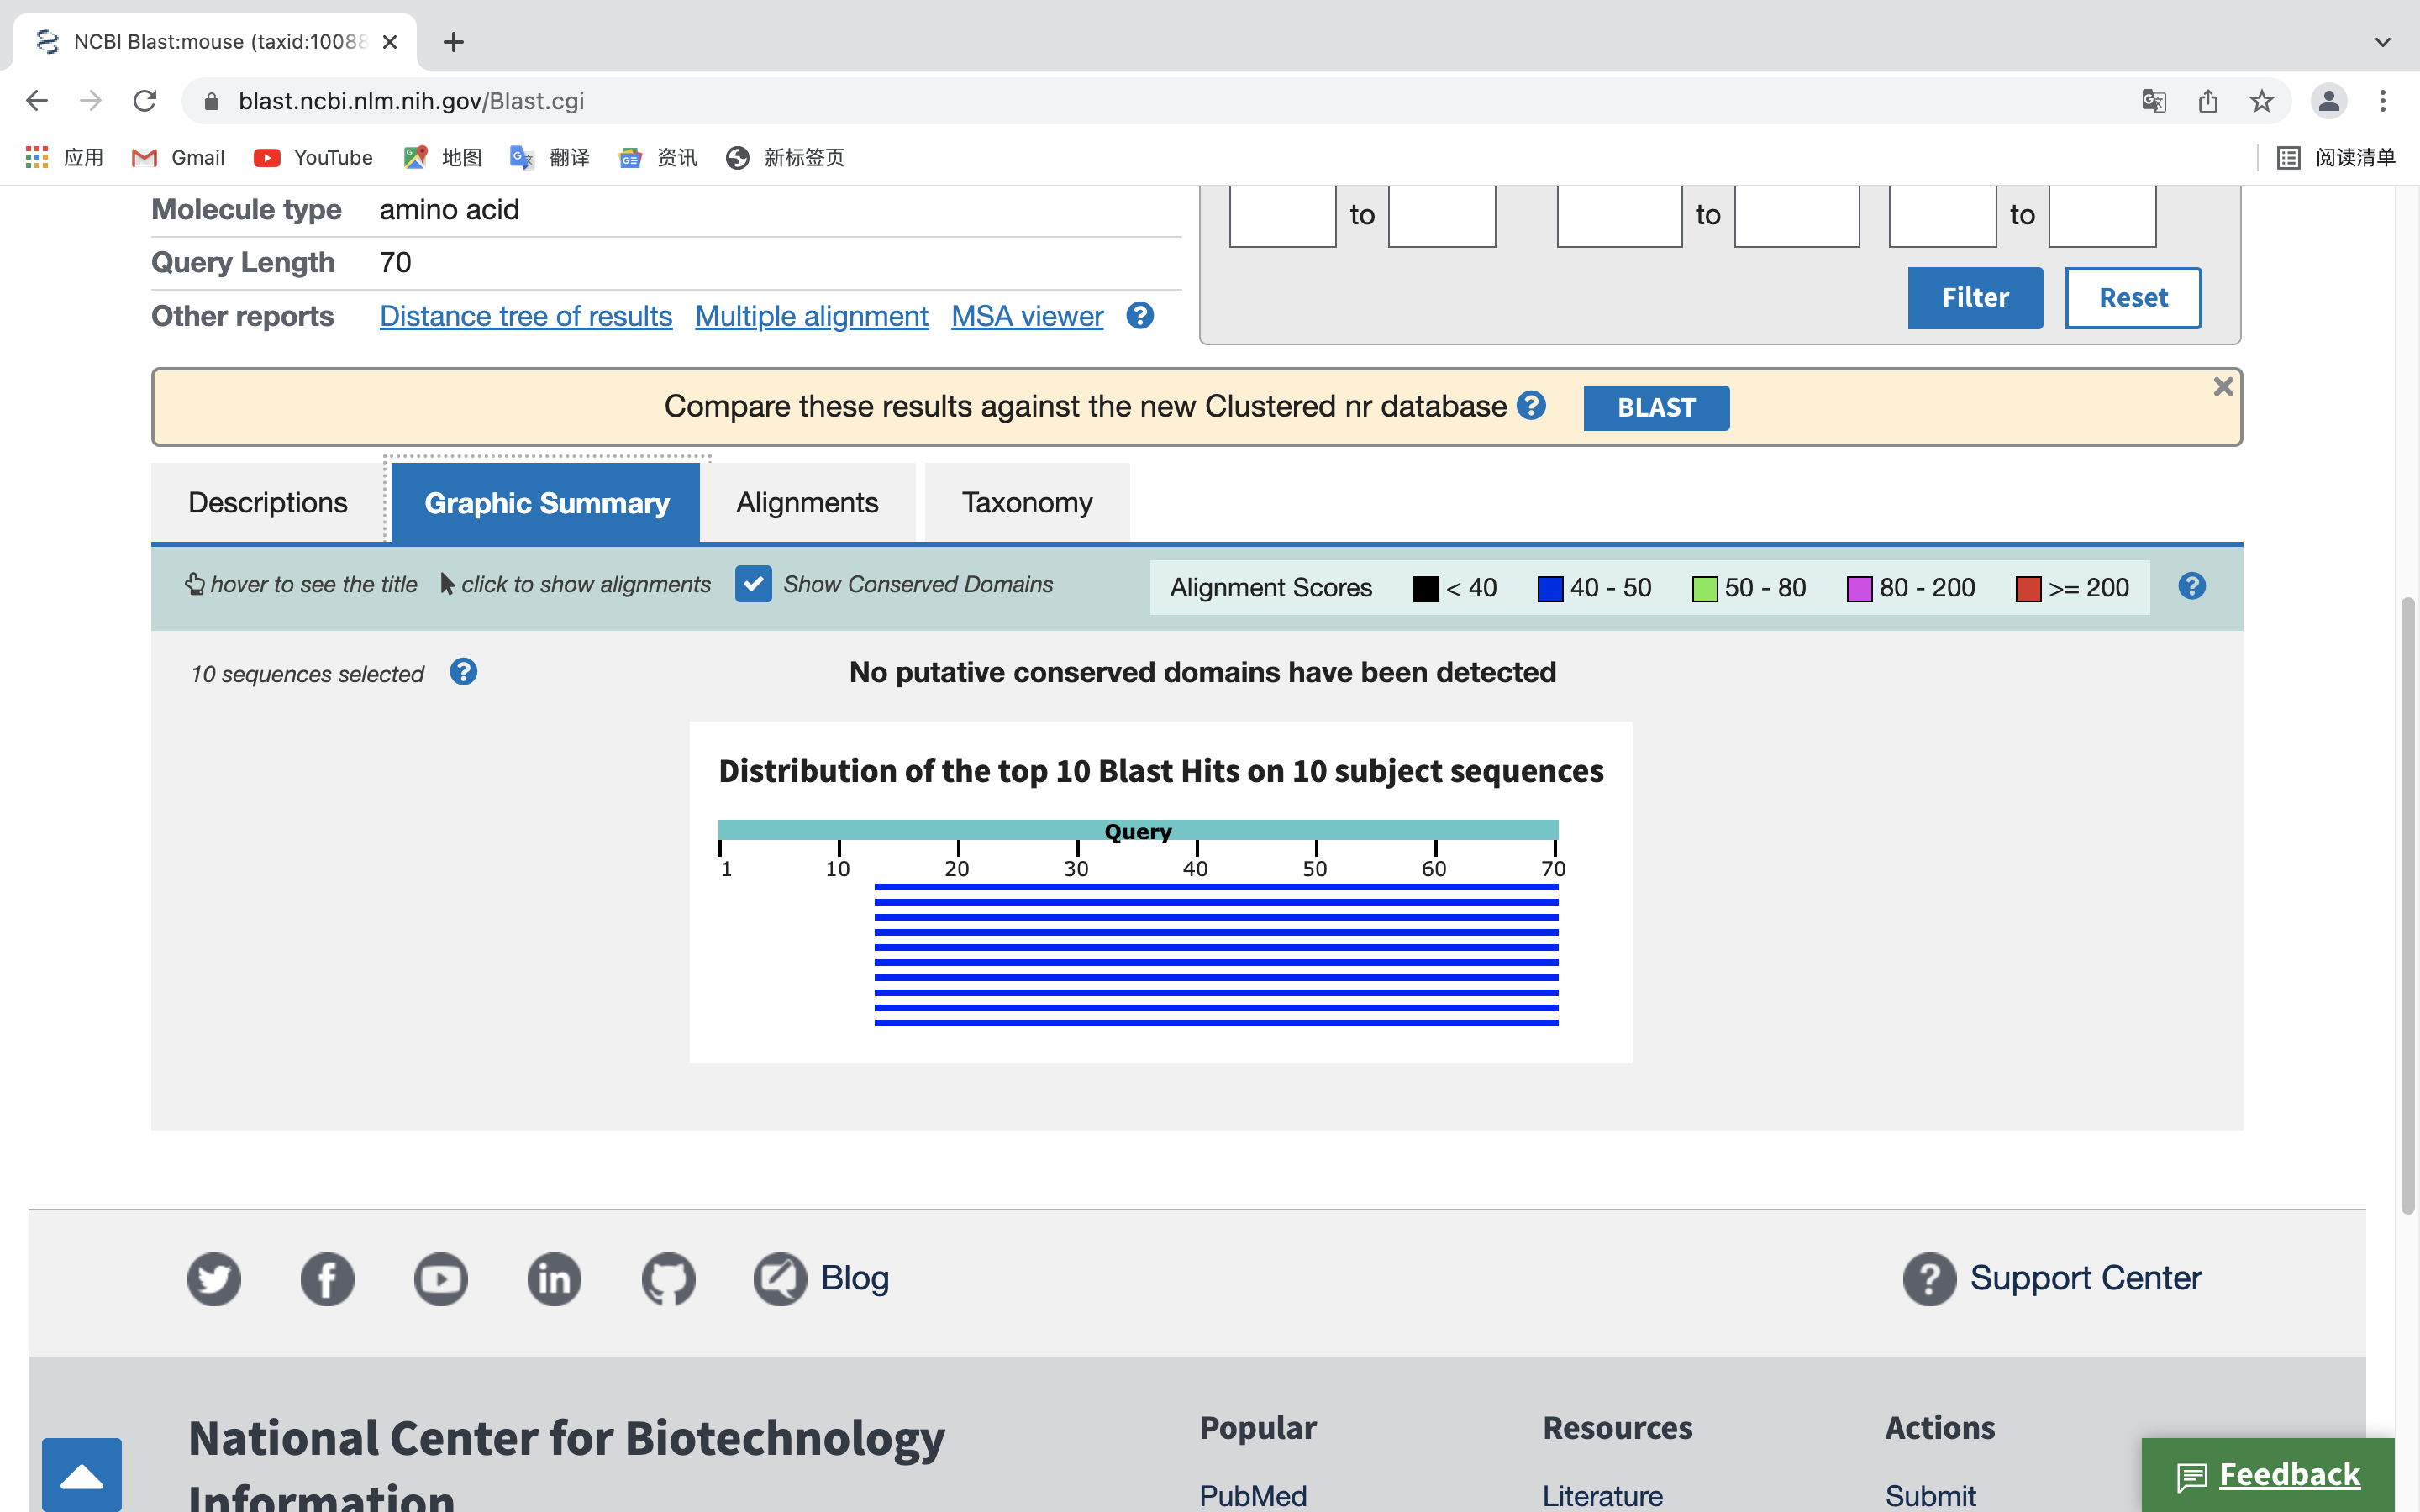 NCBI Blast:mouse (taxid:10088
blast.ncbi.nlm.nih.gov/Blast.cgi
应用 Gmail YouTube 地图 翻译 资讯 新标签页 阅读清单
Molecule type amino acid
to to to
Query Length 70
Filter Reset
Other reports Distance tree of results Multiple alignment MSA viewer ?
Compare these results against the new Clustered nr database ? BLAST
Descriptions Graphic Summary Alignments Taxonomy
hover to see the title click to show alignments Show Conserved Domains Alignment Scores < 40 40 - 50 50 - 80 80 - 200 >= 200 ?
10 sequences selected ? No putative conserved domains have been detected
Distribution of the top 10 Blast Hits on 10 subject sequences
Query
1 10 20 30 40 50 60 70
Blog Support Center
National Center for Biotechnology
Information
Popular Resources Actions
PubMed Literature Submit
Feedback